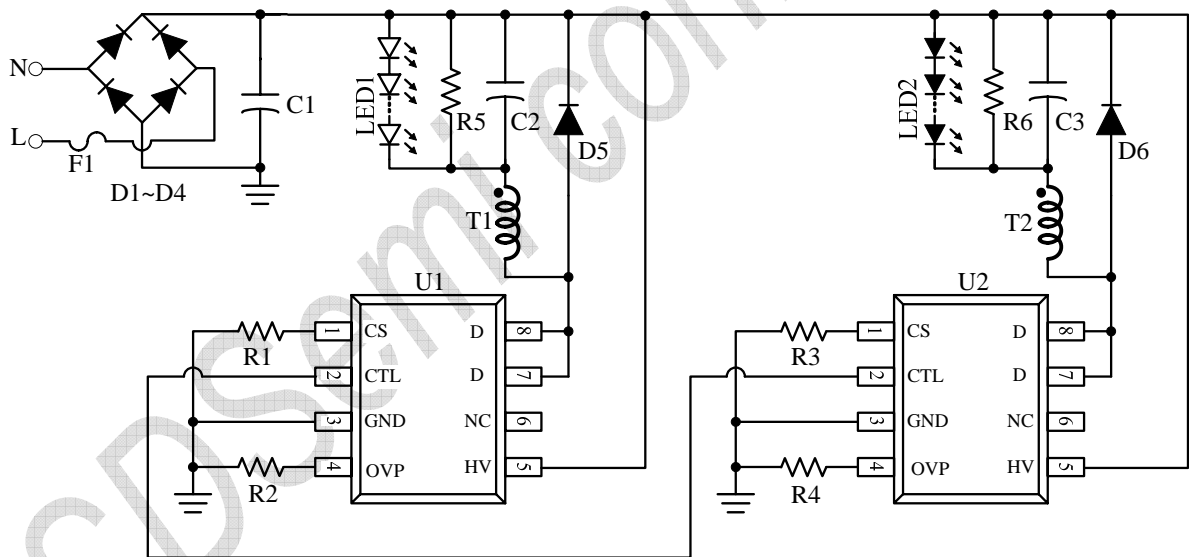 N
L
F1
D1~D4
C1
LED1
R5
C2
D5
T1
LED2
R6
C3
D6
T2
U1
1 CS D 8
2 CTL D 7
3 GND NC 6
4 OVP HV 5
R1
R2
U2
1 CS D 8
2 CTL D 7
3 GND NC 6
4 OVP HV 5
R3
R4
CDSemi com